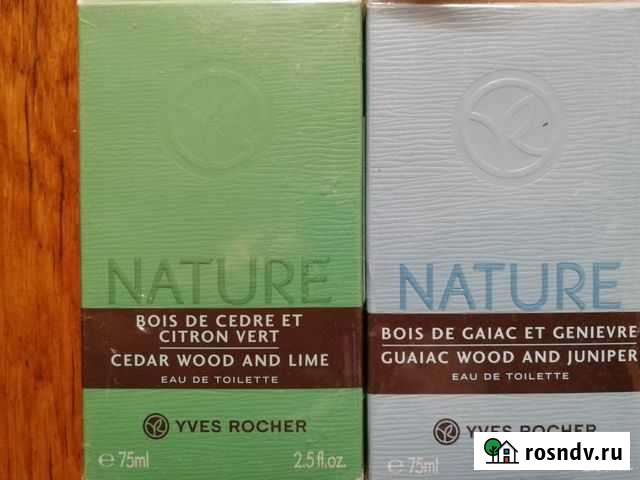 NATURE
BOIS DE CEDRE ET
CITRON VERT
CEDAR WOOD AND LIME
EAU DE TOILETTE
YVES ROCHER
e 75ml 2.5 fl.oz.
NATURE
BOIS DE GAIAC ET GENIEVRE
GUAIAC WOOD AND JUNIPER
EAU DE TOILETTE
YVES ROCHER
e 75ml
rosndv.ru